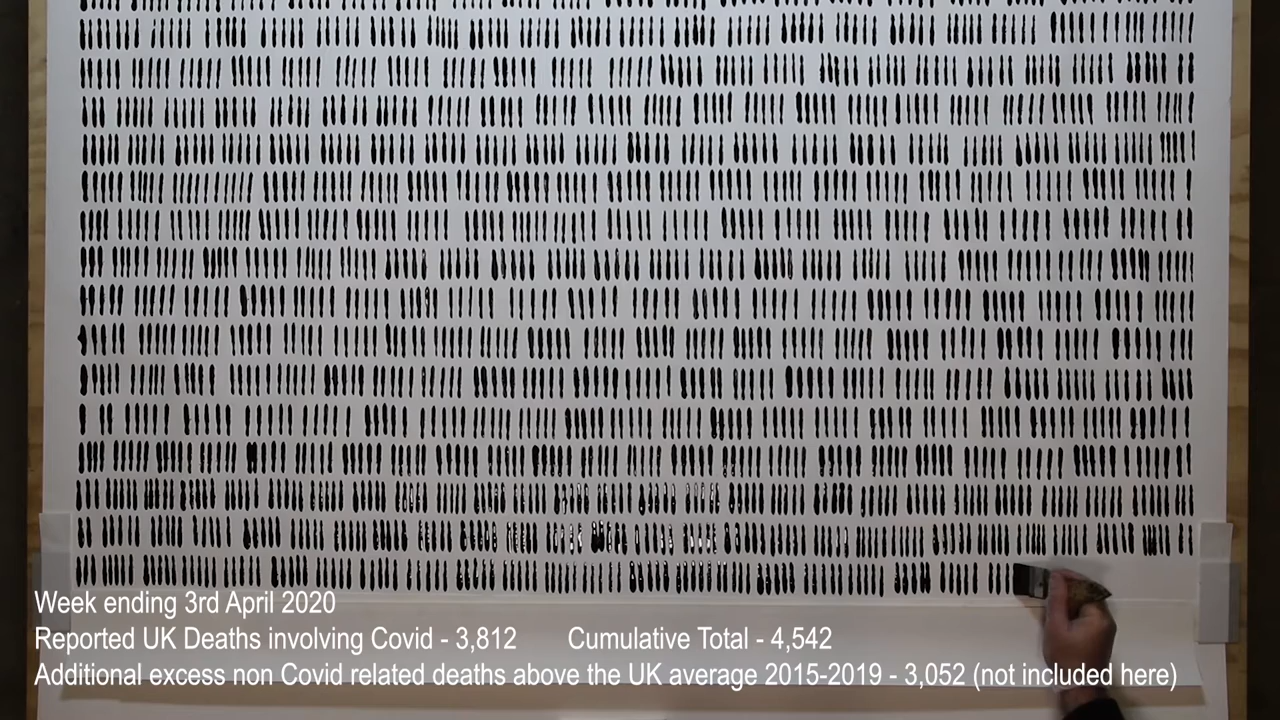 Week ending 3rd April 2020
Reported UK Deaths involving Covid - 3,812 Cumulative Total - 4,542
Additional excess non Covid related deaths above the UK average 2015-2019 - 3,052 (not included here)